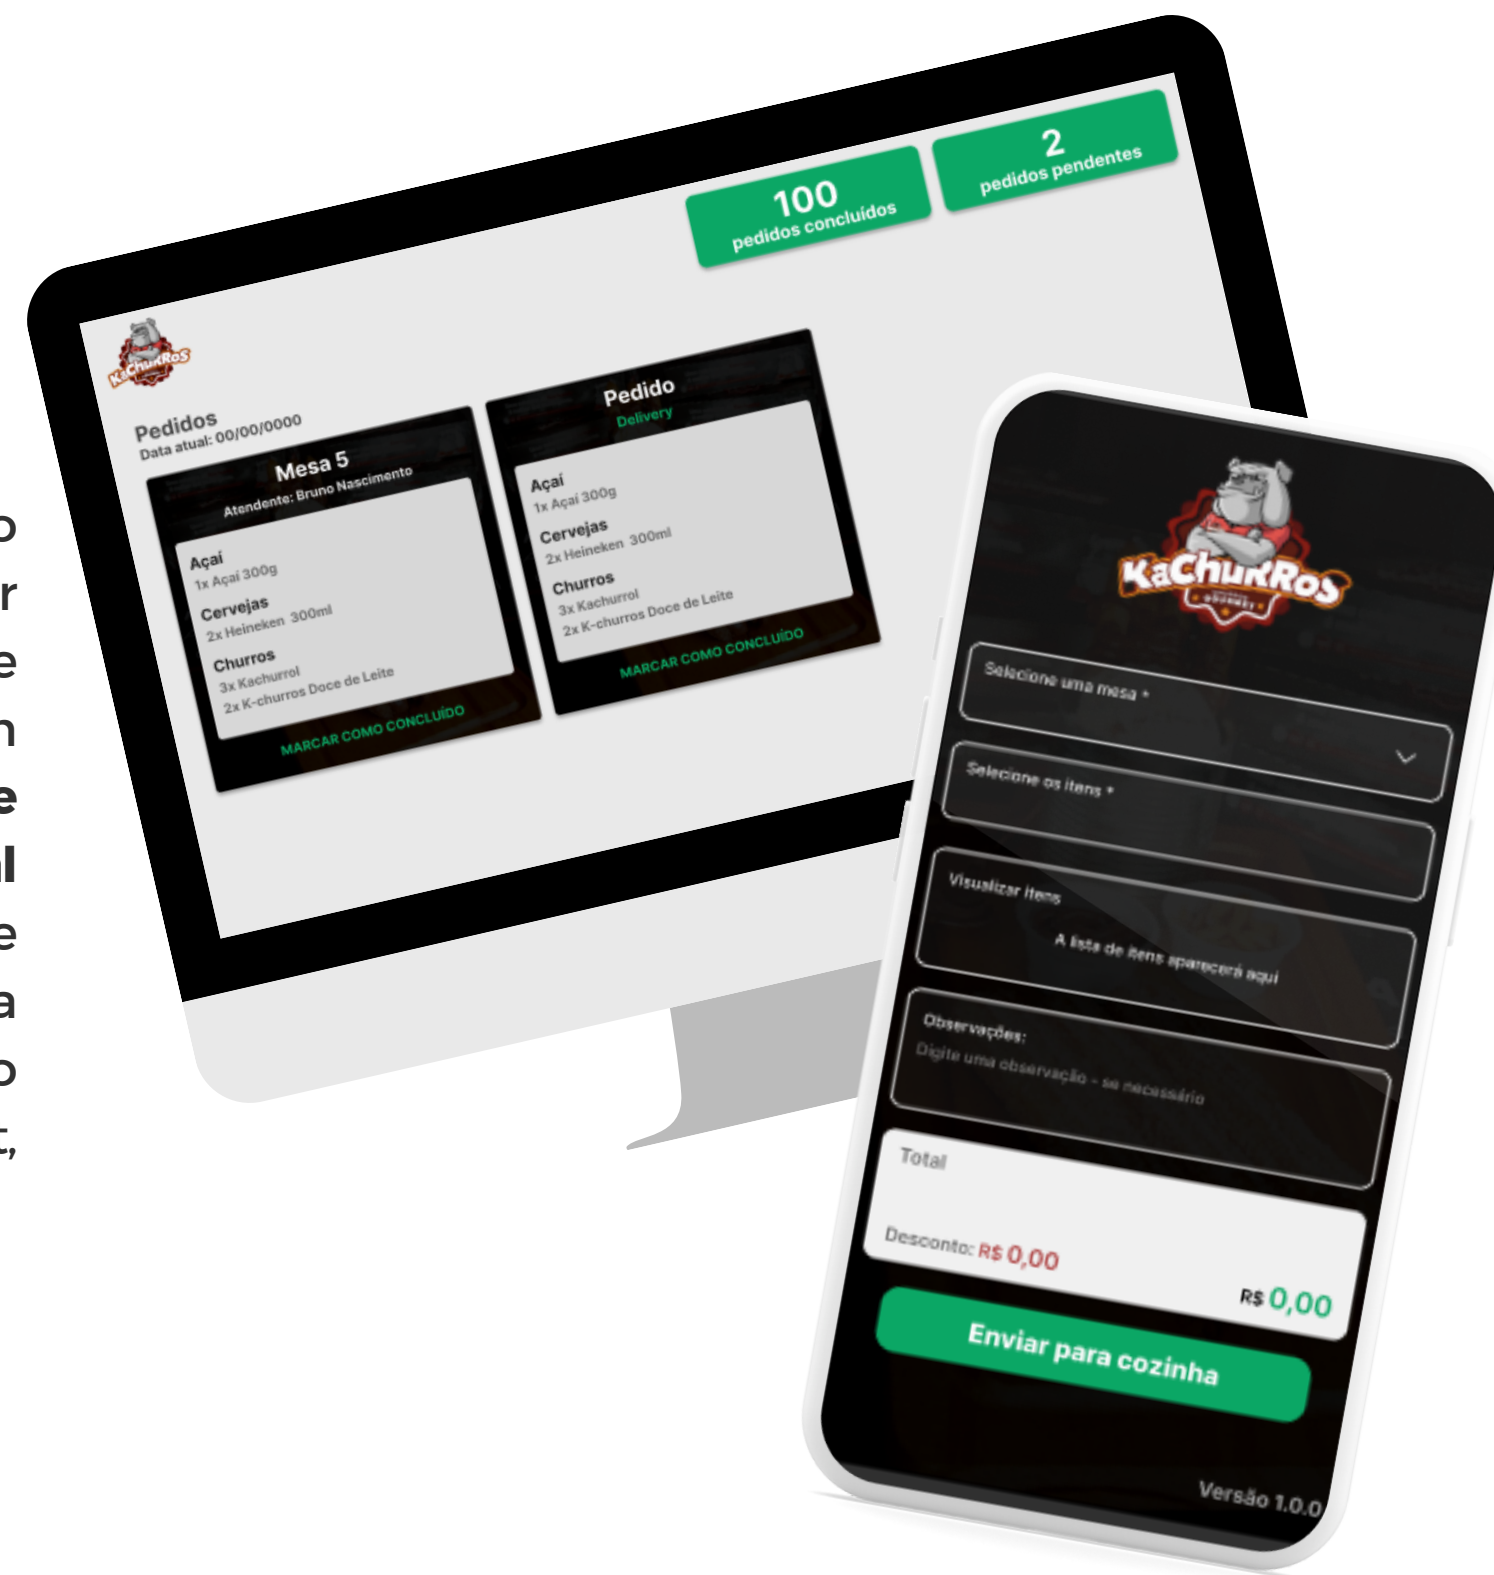 o
r
e
n
e
l
e
a
o
t,
100
pedidos concluídos
2
pedidos pendentes
KaChuRRos
Pedidos
Data atual: 00/00/0000
Mesa 5
Atendente: Bruno Nascimento
Açaí
1x Açaí 300g
Cervejas
2x Heineken 300ml
Churros
3x Kachurrol
2x K-churros Doce de Leite
MARCAR COMO CONCLUÍDO
Pedido
Delivery
Açaí
1x Açaí 300g
Cervejas
2x Heineken 300ml
Churros
3x Kachurrol
2x K-churros Doce de Leite
MARCAR COMO CONCLUÍDO
KaChuRRos
GOURMET
Selecione uma mesa *
Selecione os itens *
Visualizar itens
A lista de itens aparecerá aqui
Observações:
Digite uma observação - se necessário
Total
Desconto: R$ 0,00
R$ 0,00
Enviar para cozinha
Versão 1.0.0